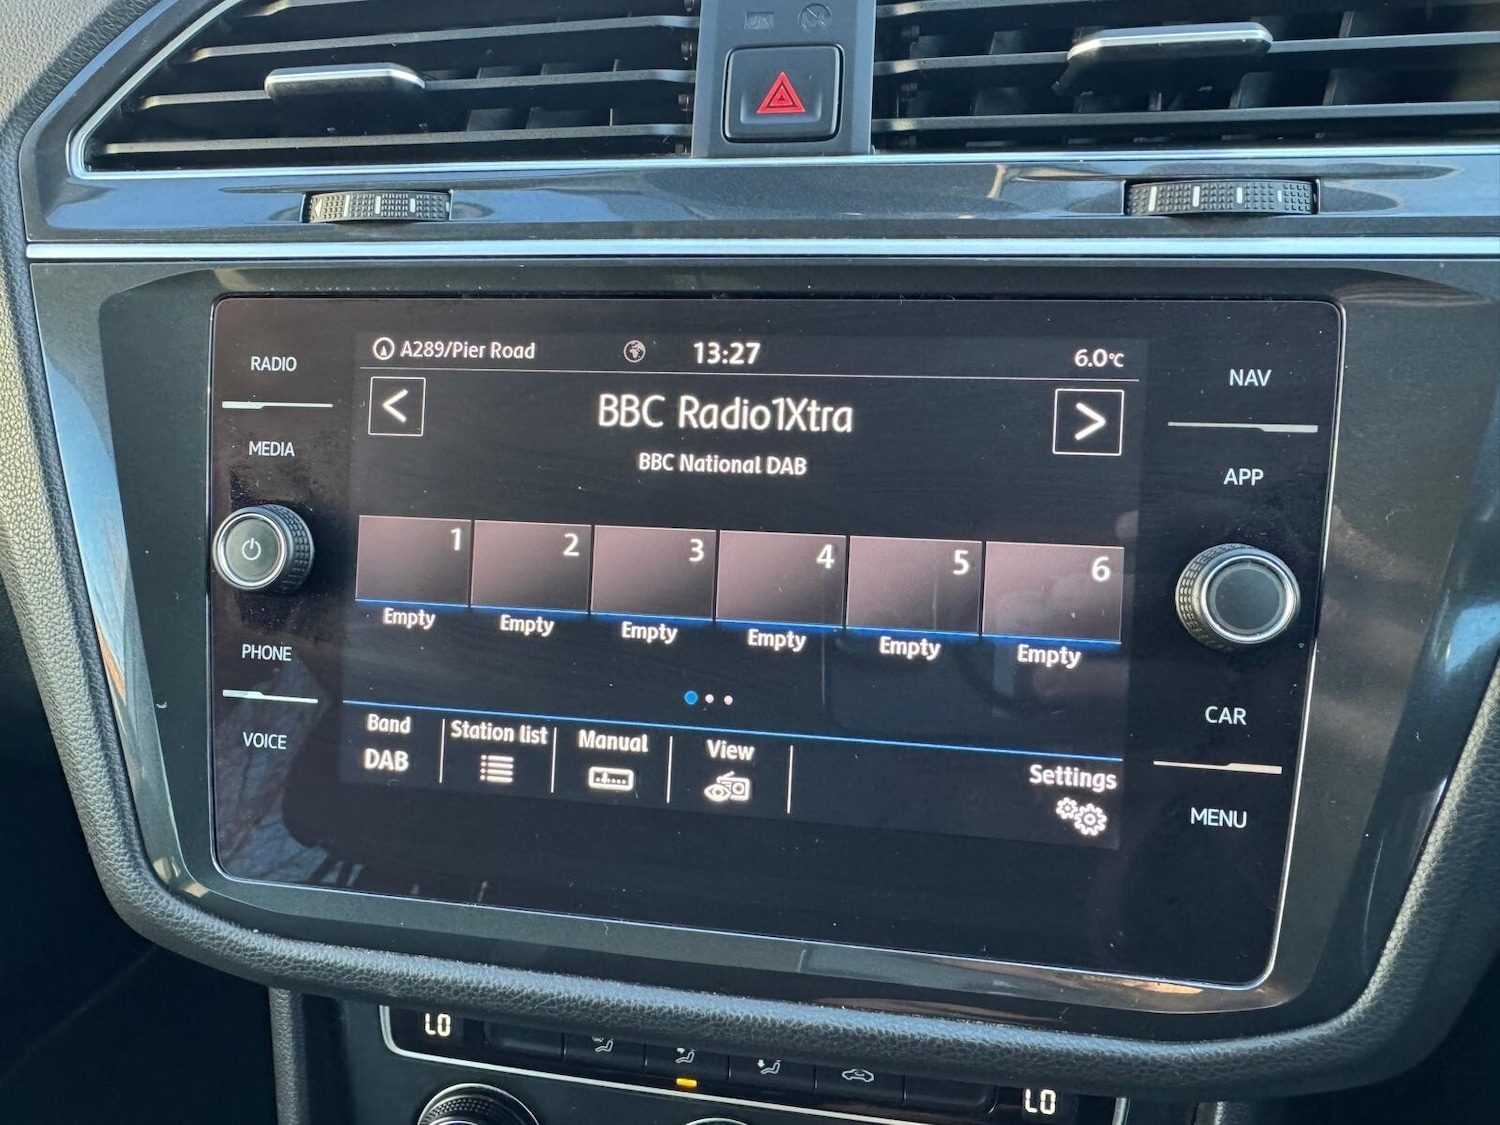 RADIO
MEDIA
PHONE
VOICE
A289/Pier Road
13:27
6.0°C
<
BBC Radio1Xtra
>
BBC National DAB
1
2
3
4
5
6
Empty
Empty
Empty
Empty
Empty
Empty
Band
DAB
Station list
Manual
View
Settings
NAV
APP
CAR
MENU
LO
LO